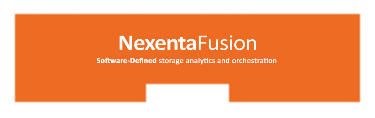 NexentaFusion
Software-Defined storage analytics and orchestration